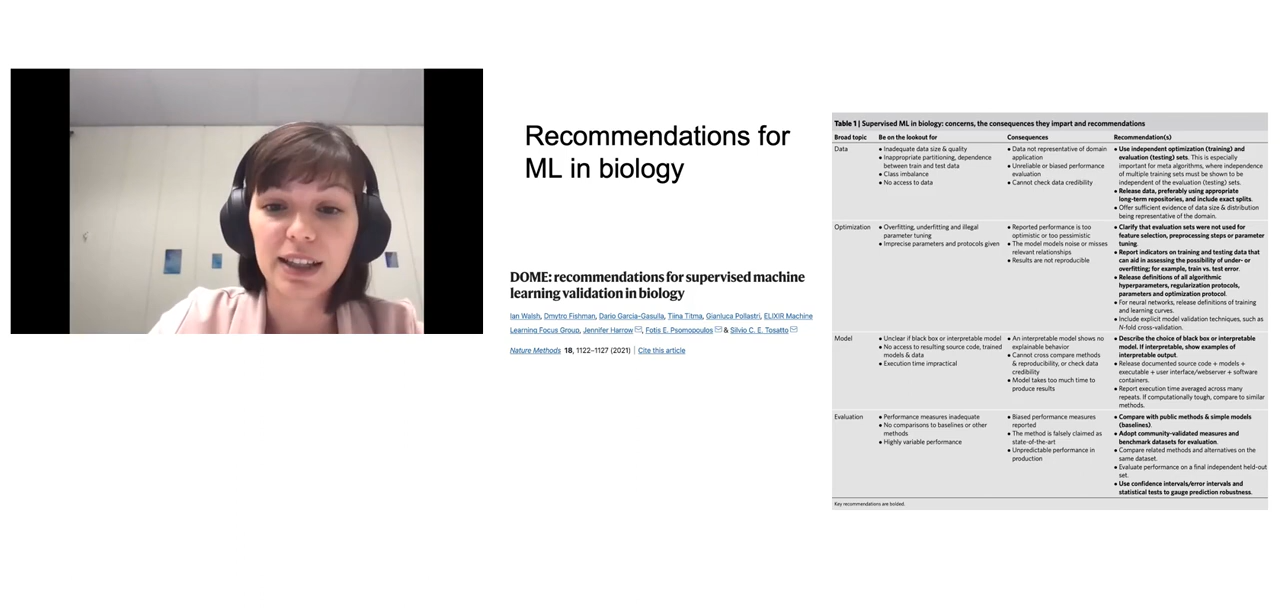 Recommendations for
ML in biology
DOME: recommendations for supervised machine
learning validation in biology
Ian Walsh, Dmytro Fishman, Dario Garcia-Gasulla, Tiina Titma, Gianluca Pollastri, ELIXIR Machine
Learning Focus Group, Jennifer Harrow, Fotis E. Psomopoulos & Silvio C. E. Tosatto
Nature Methods 18, 1122–1127 (2021) | Cite this article
Table 1 | Supervised ML in biology: concerns, the consequences they impart and recommendations
Broad topic Be on the lookout for Consequences Recommendation(s)
Data
• Inadequate data size & quality
• Inappropriate partitioning, dependence
between train and test data
• Class imbalance
• No access to data
• Data not representative of domain
application
• Unreliable or biased performance
evaluation
• Cannot check data credibility
• Use independent optimization (training) and
evaluation (testing) sets. This is especially
important for meta algorithms, where independence
of multiple training sets must be shown to be
independent of the evaluation (testing) sets.
• Release data, preferably using appropriate
long-term repositories, and include exact splits.
• Offer sufficient evidence of data size & distribution
being representative of the domain.
Optimization
• Overfitting, underfitting and illegal
parameter tuning
• Imprecise parameters and protocols given
• Reported performance is too
optimistic or too pessimistic
• The model models noise or misses
relevant relationships
• Results are not reproducible
• Clarify that evaluation sets were not used for
feature selection, preprocessing steps or parameter
tuning.
• Report indicators on training and testing data that
can aid in assessing the possibility of under- or
overfitting; for example, train vs. test error.
• Release definitions of all algorithmic
hyperparameters, regularization protocols,
parameters and optimization protocol.
• For neural networks, release definitions of training
and learning curves.
• Include explicit model validation techniques, such as
N-fold cross-validation.
Model
• Unclear if black box or interpretable model
• No access to resulting source code, trained
models & data
• Execution time impractical
• An interpretable model shows no
explainable behavior
• Cannot cross compare methods
& reproducibility, or check data
credibility
• Model takes too much time to
produce results
• Describe the choice of black box or interpretable
model. If interpretable, show examples of
interpretable output.
• Release documented source code + models +
executable + user interface/webserver + software
containers.
• Report execution time averaged across many
repeats. If computationally tough, compare to similar
methods.
Evaluation
• Performance measures inadequate
• No comparisons to baselines or other
methods
• Highly variable performance
• Biased performance measures
reported
• The method is falsely claimed as
state-of-the-art
• Unpredictable performance in
production
• Compare with public methods & simple models
(baselines).
• Adopt community-validated measures and
benchmark datasets for evaluation.
• Compare related methods and alternatives on the
same dataset.
• Evaluate performance on a final independent held-out
set.
• Use confidence intervals/error intervals and
statistical tests to gauge prediction robustness.
Key recommendations are bolded.